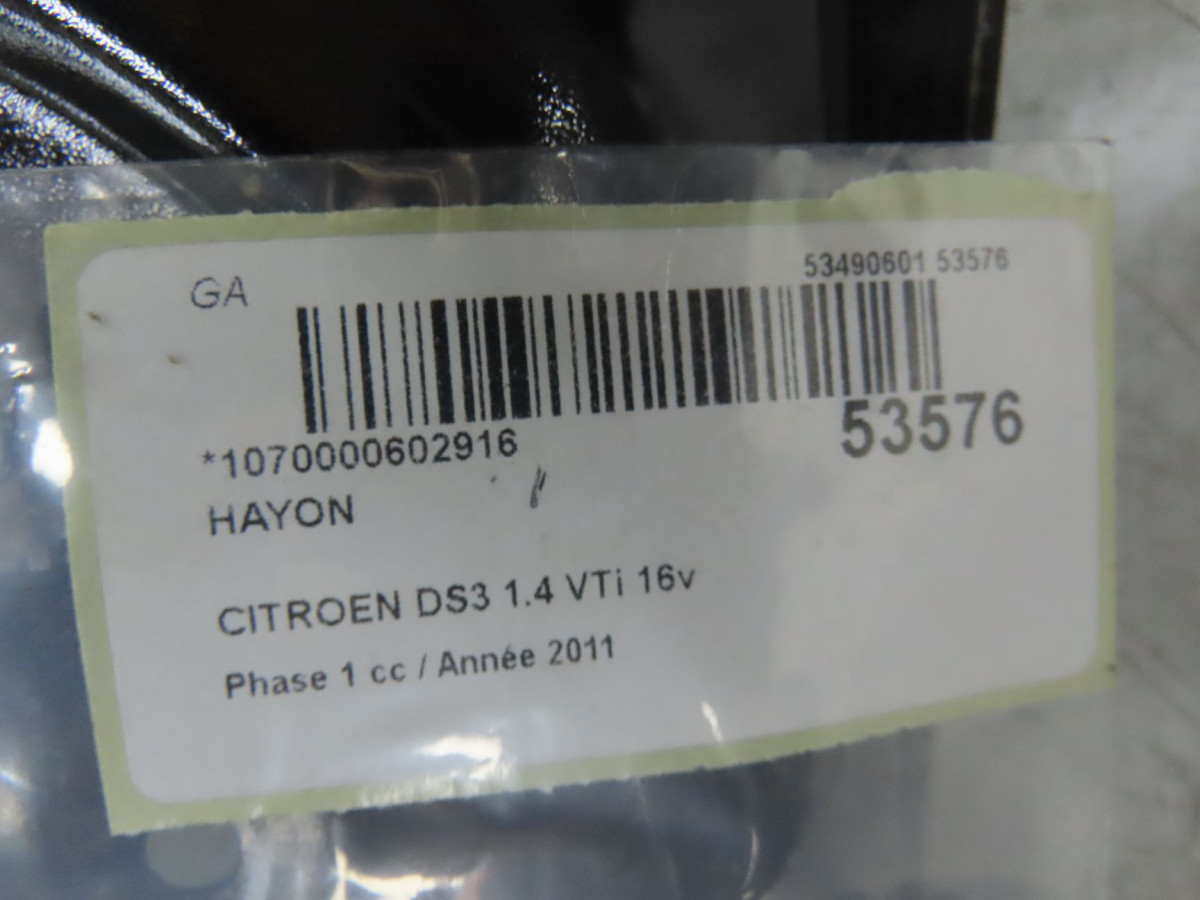 GA
53490601 53576
*1070000602916
53576
HAYON
CITROEN DS3 1.4 VTi 16v
Phase 1 cc / Année 2011